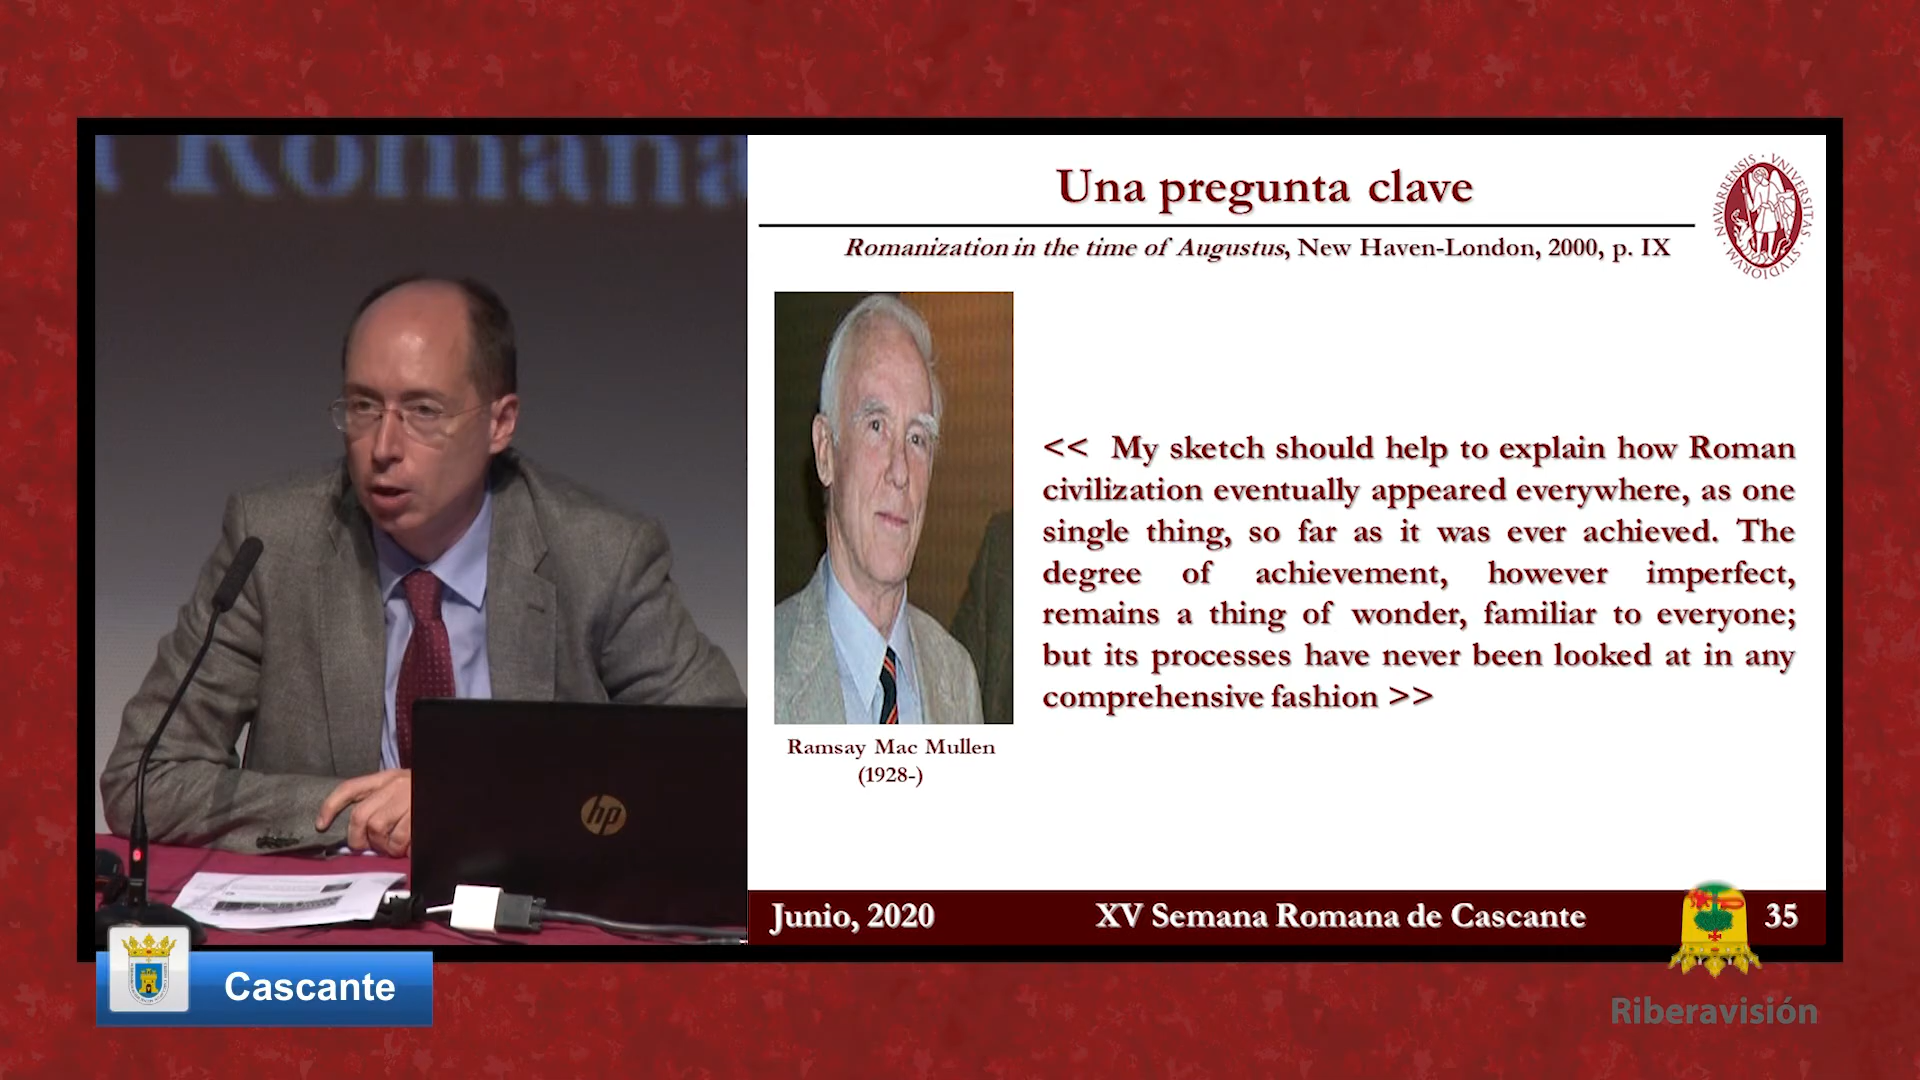 Romana
Una pregunta clave
Romanization in the time of Augustus, New Haven-London, 2000, p. IX
NAVARRENSIS · VNIVERSITAS · STVDIORVM
<< My sketch should help to explain how Roman
civilization eventually appeared everywhere, as one
single thing, so far as it was ever achieved. The
degree of achievement, however imperfect,
remains a thing of wonder, familiar to everyone;
but its processes have never been looked at in any
comprehensive fashion >>
Ramsay Mac Mullen
(1928-)
hp
Junio, 2020
XV Semana Romana de Cascante
35
Cascante
Riberavisión